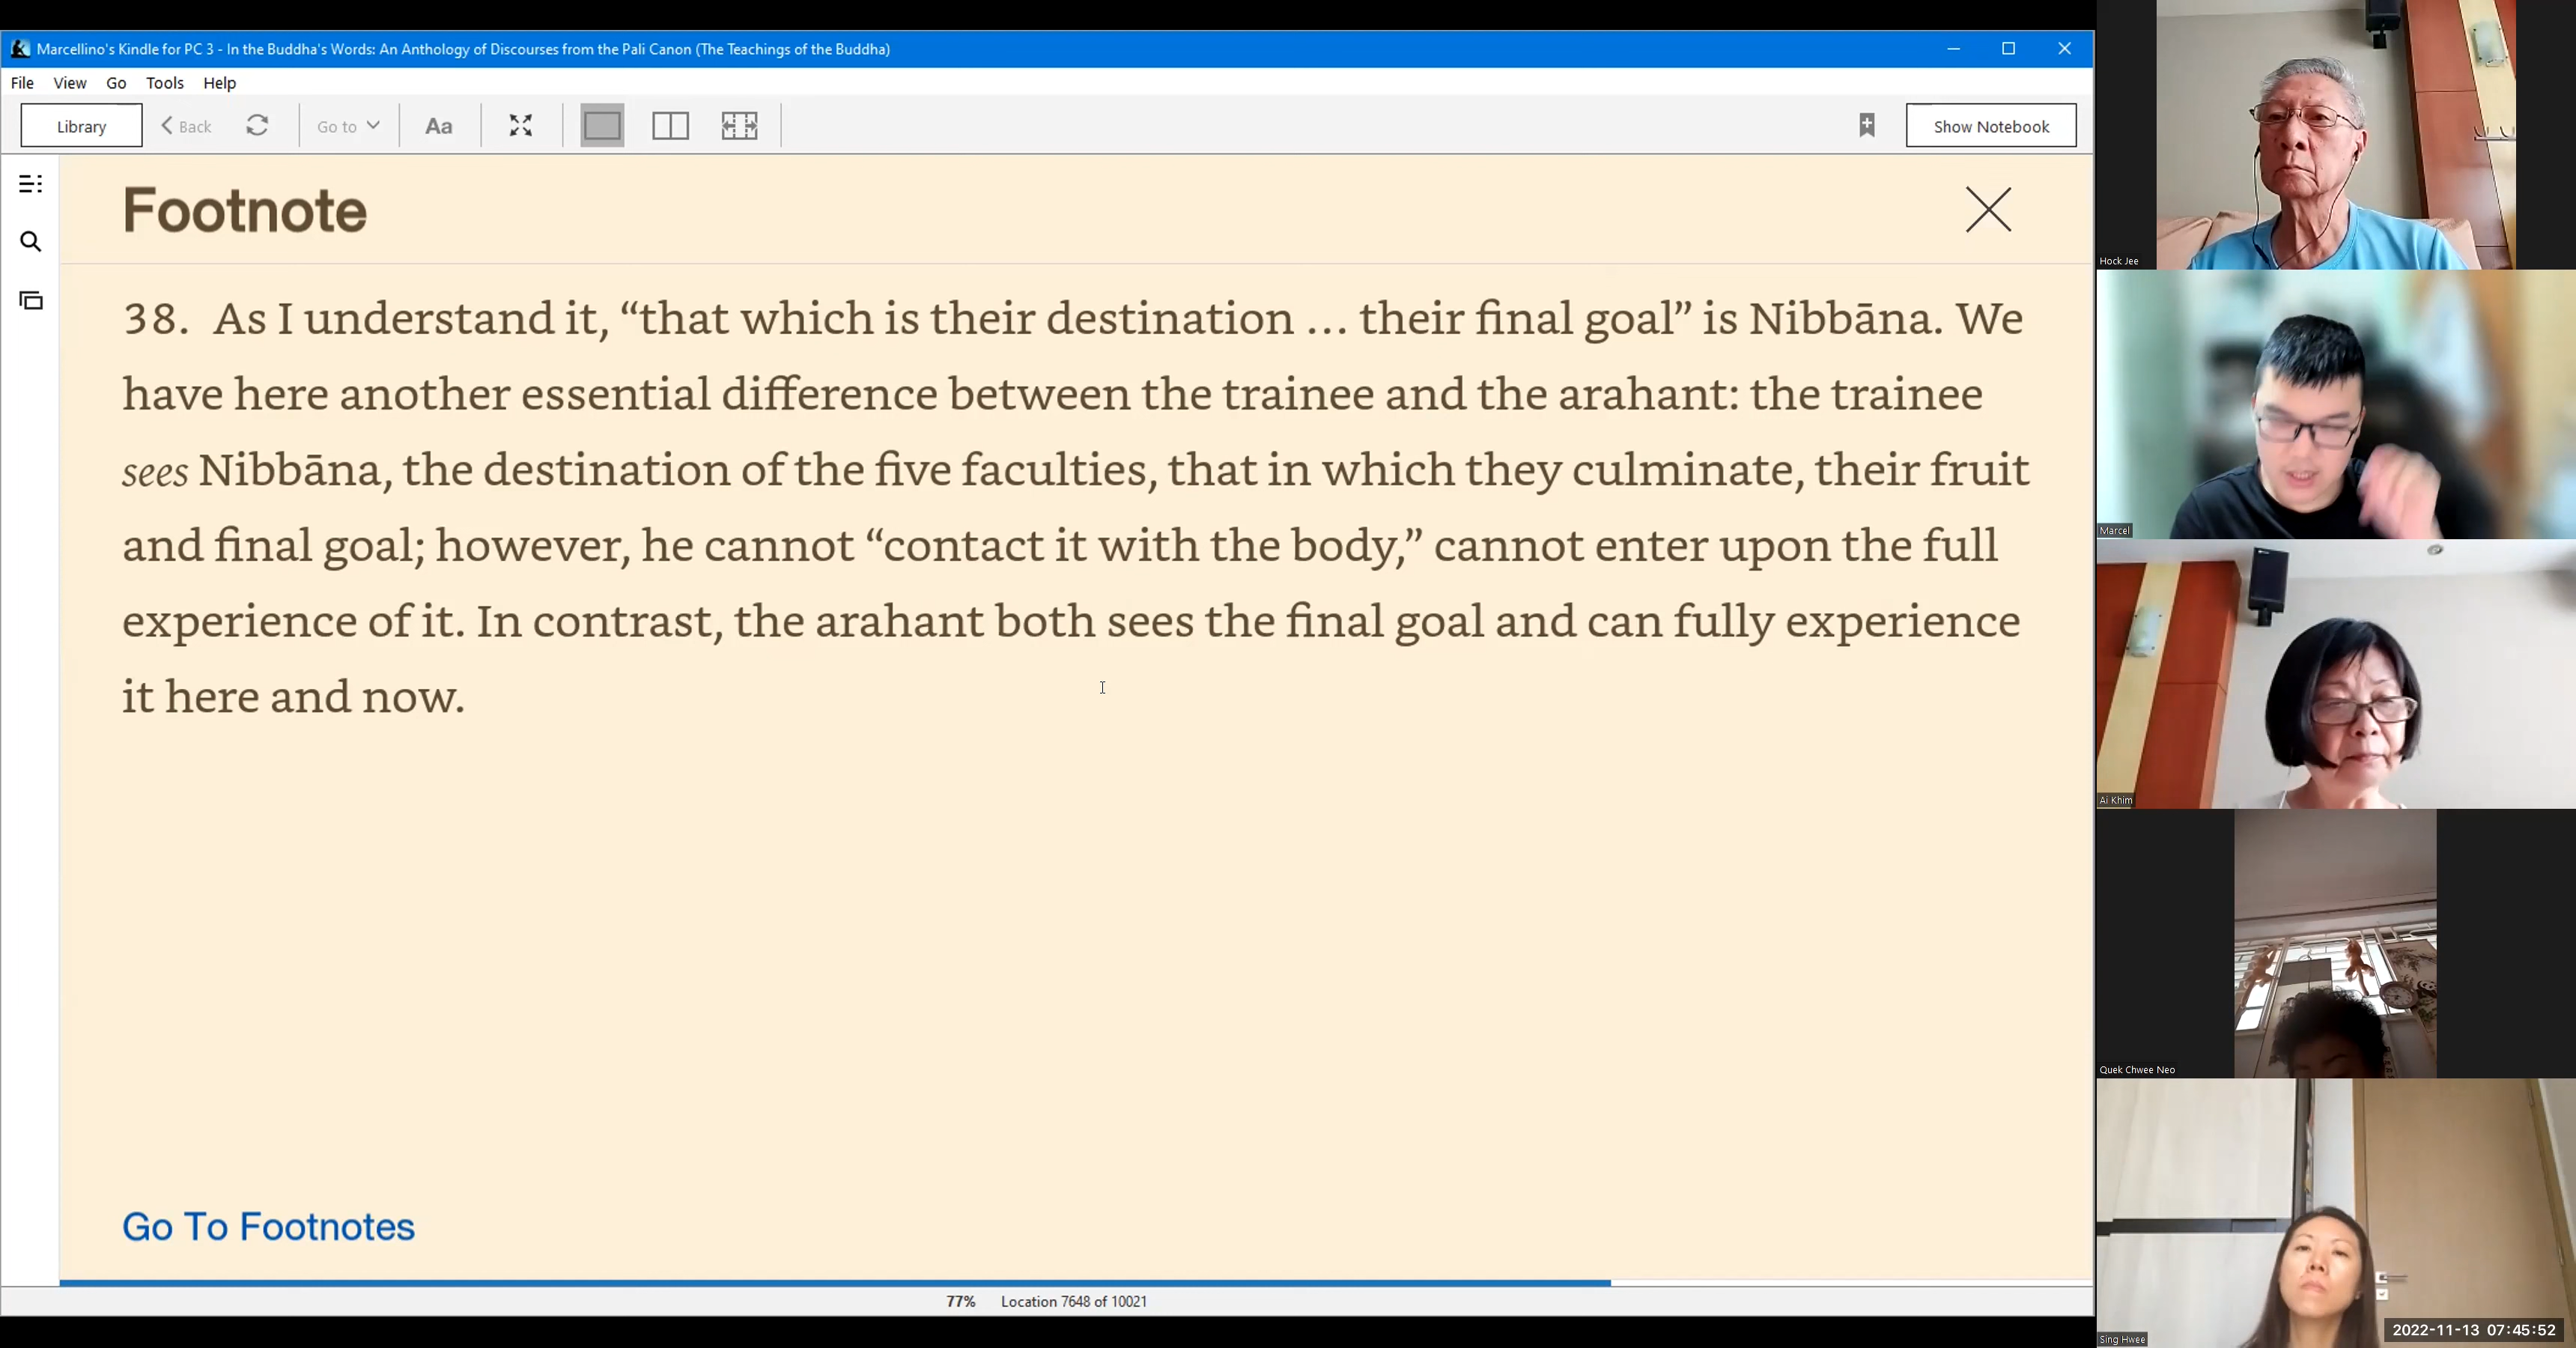 Marcellino's Kindle for PC 3 - In the Buddha's Words: An Anthology of Discourses from the Pali Canon (The Teachings of the Buddha)
File View Go Tools Help
Library Back Go to Aa Show Notebook
Footnote
38. As I understand it, “that which is their destination … their final goal” is Nibbāna. We
have here another essential difference between the trainee and the arahant: the trainee
sees Nibbāna, the destination of the five faculties, that in which they culminate, their fruit
and final goal; however, he cannot “contact it with the body,” cannot enter upon the full
experience of it. In contrast, the arahant both sees the final goal and can fully experience
it here and now.
Go To Footnotes
77% Location 7648 of 10021
Hock Jee
Marcel
Ai Khim
Quek Chwee Neo
Sing Hwee
2022-11-13 07:45:52